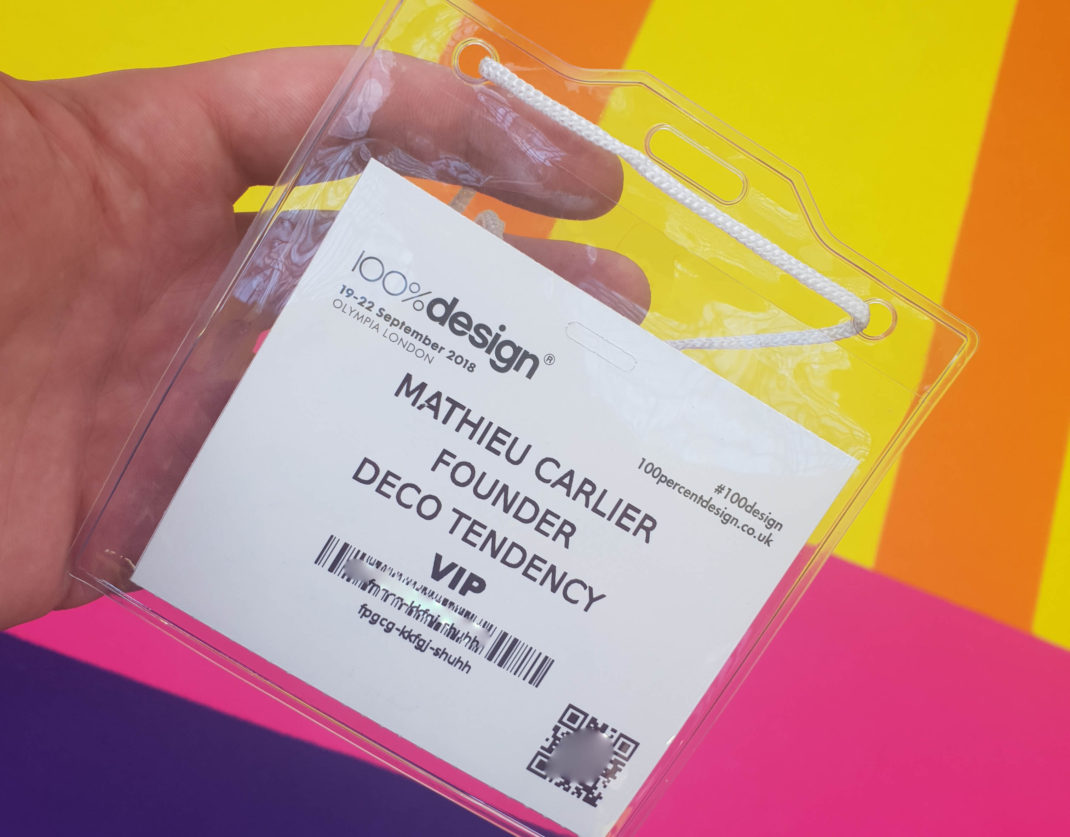 100%design®
19-22 September 2018
OLYMPIA LONDON
MATHIEU CARLIER
FOUNDER
DECO TENDENCY
VIP
fpgcg-kkfgj-shuhh
#100design
100percentdesign.co.uk